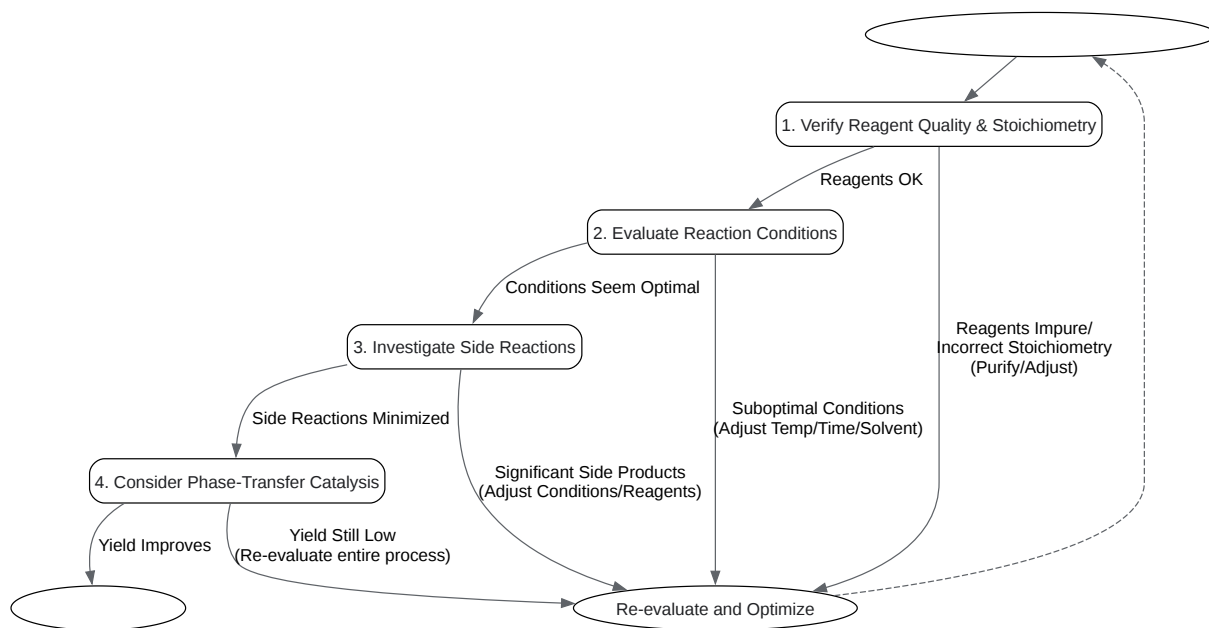 1. Verify Reagent Quality & Stoichiometry
Reagents OK
2. Evaluate Reaction Conditions
Conditions Seem Optimal
Reagents Impure/
Incorrect Stoichiometry
(Purify/Adjust)
3. Investigate Side Reactions
Suboptimal Conditions
(Adjust Temp/Time/Solvent)
Side Reactions Minimized
Significant Side Products
(Adjust Conditions/Reagents)
4. Consider Phase-Transfer Catalysis
Yield Improves
Yield Still Low
(Re-evaluate entire process)
Re-evaluate and Optimize